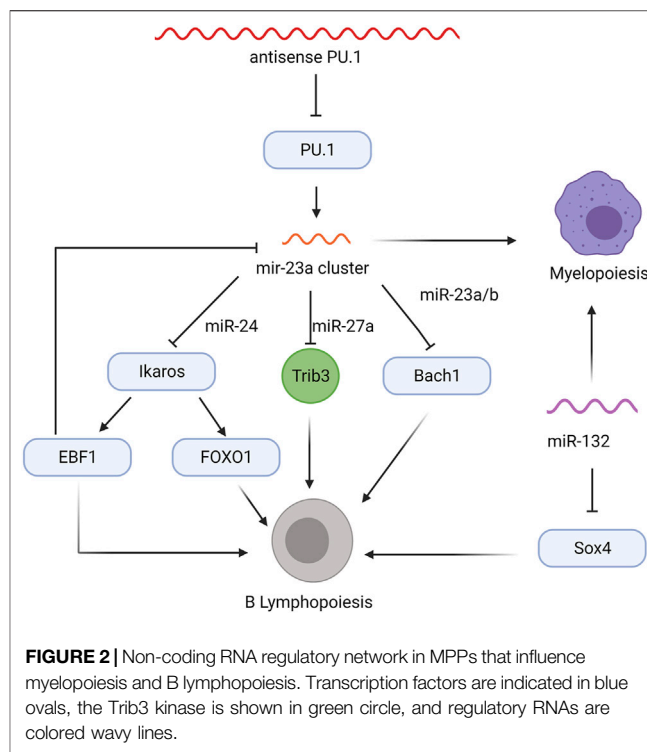 antisense PU.1
PU.1
mir-23a cluster
Myelopoiesis
miR-24
miR-27a
miR-23a/b
Ikaros
Trib3
Bach1
EBF1
FOXO1
miR-132
Sox4
B Lymphopoiesis
FIGURE 2 | Non-coding RNA regulatory network in MPPs that influence
myelopoiesis and B lymphopoiesis. Transcription factors are indicated in blue
ovals, the Trib3 kinase is shown in green circle, and regulatory RNAs are
colored wavy lines.